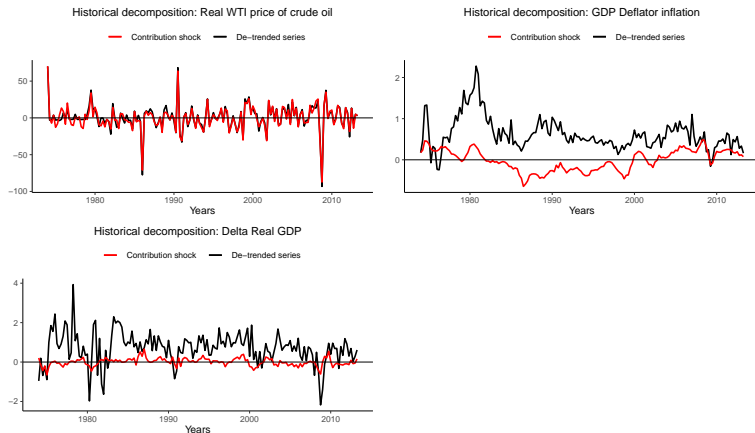 Historical decomposition: Real WTI price of crude oil
Contribution shock
De-trended series
50
0
−50
−100
1980
1990
2000
2010
Years
Historical decomposition: GDP Deflator inflation
Contribution shock
De-trended series
2
1
0
1980
1990
2000
2010
Years
Historical decomposition: Delta Real GDP
Contribution shock
De-trended series
4
2
0
−2
1980
1990
2000
2010
Years